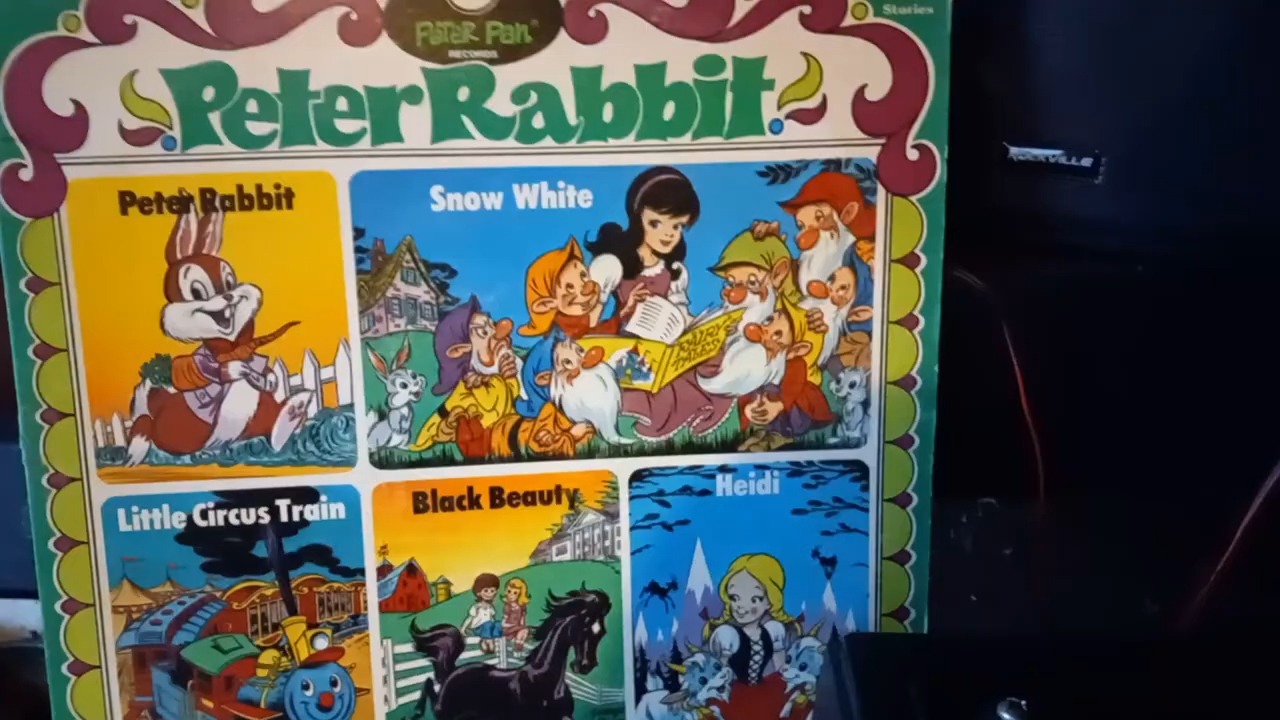 Stories
PETER PAN®
RECORDS
Peter Rabbit
ROCKVILLE
Peter Rabbit
Snow White
FAIRY
TALES
Little Circus Train
Black Beauty
Heidi